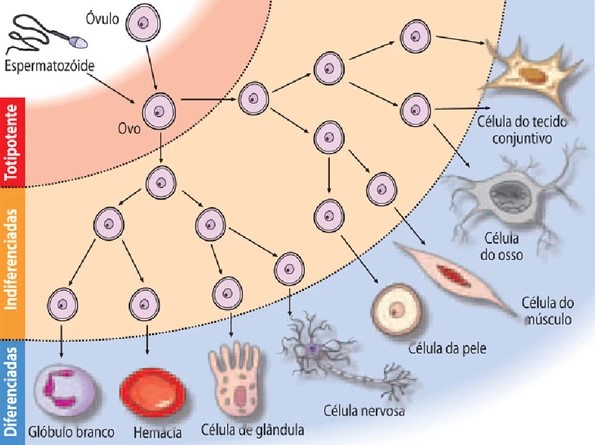 Óvulo
Espermatozóide
Ovo
Totipotente
Indiferenciadas
Diferenciadas
Célula do tecido
conjuntivo
Célula
do osso
Célula do
músculo
Célula da pele
Célula nervosa
Célula de glândula
Hemácia
Glóbulo branco